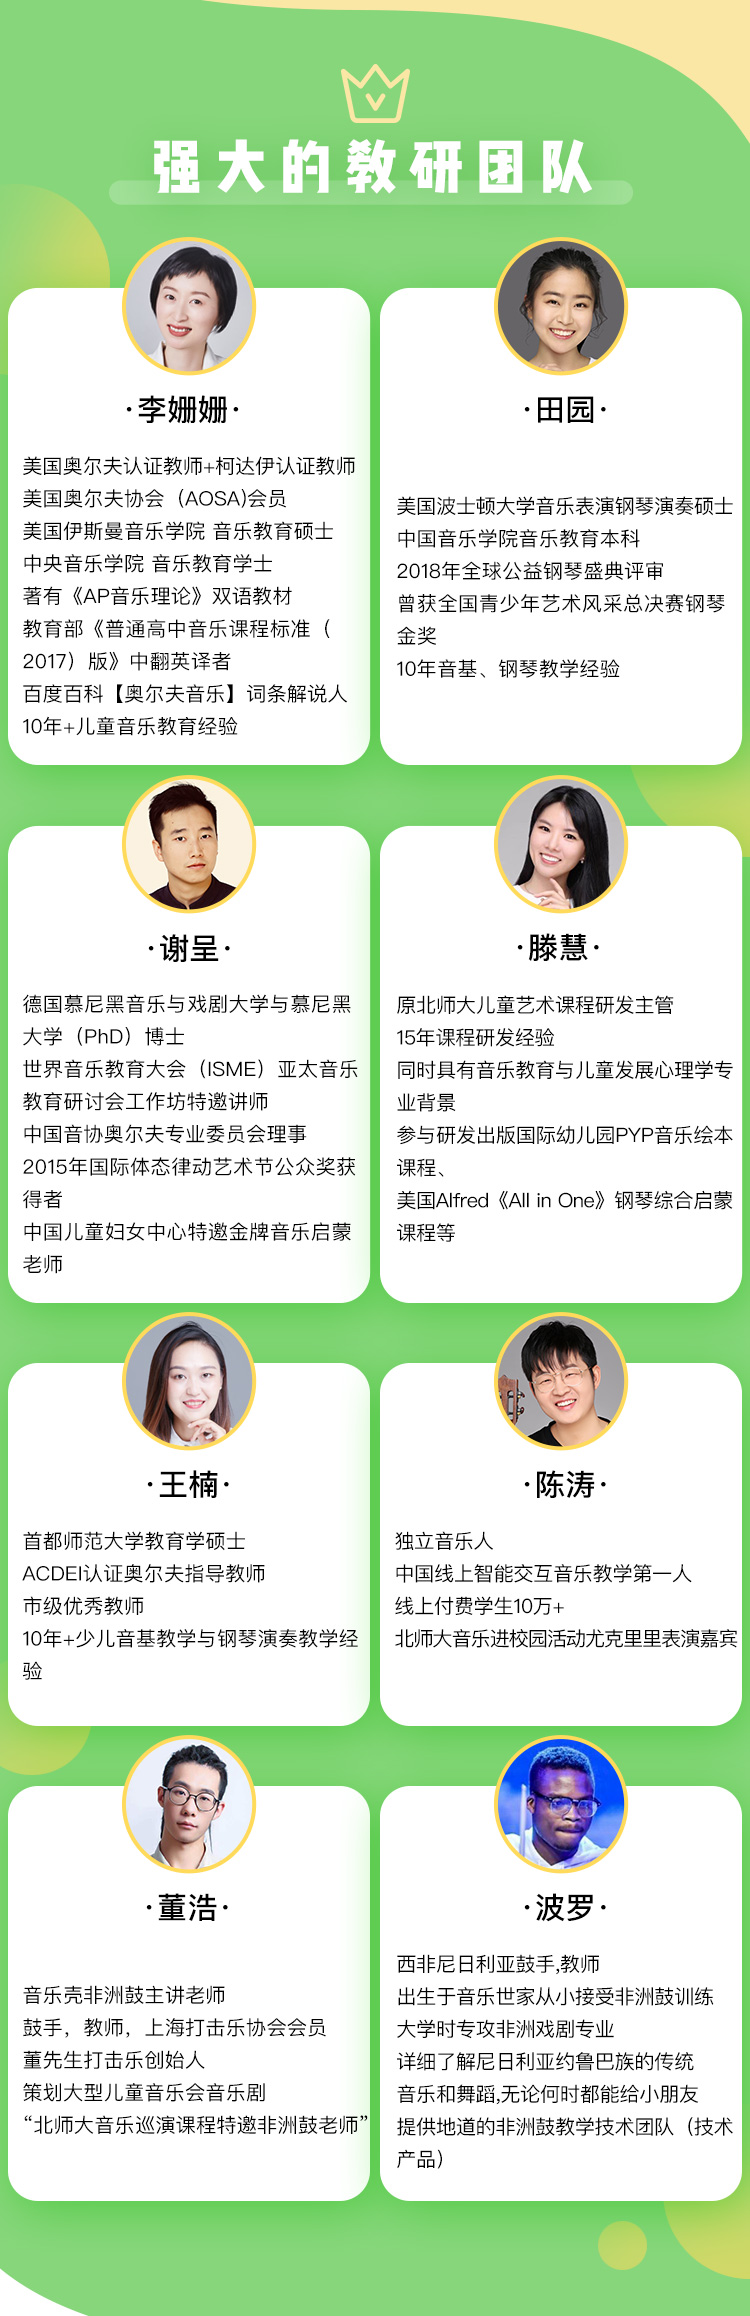 强大的教研团队
·李姗姗·
美国奥尔夫认证教师+柯达伊认证教师
美国奥尔夫协会（AOSA)会员
美国伊斯曼音乐学院 音乐教育硕士
中央音乐学院 音乐教育学士
著有《AP音乐理论》双语教材
教育部《普通高中音乐课程标准（
2017）版》中翻英译者
百度百科【奥尔夫音乐】词条解说人
10年+儿童音乐教育经验
·田园·
美国波士顿大学音乐表演钢琴演奏硕士
中国音乐学院音乐教育本科
2018年全球公益钢琴盛典评审
曾获全国青少年艺术风采总决赛钢琴
金奖
10年音基、钢琴教学经验
·谢呈·
德国慕尼黑音乐与戏剧大学与慕尼黑
大学（PhD）博士
世界音乐教育大会（ISME）亚太音乐
教育研讨会工作坊特邀讲师
中国音协奥尔夫专业委员会理事
2015年国际体态律动艺术节公众奖获
得者
中国儿童妇女中心特邀金牌音乐启蒙
老师
·滕慧·
原北师大儿童艺术课程研发主管
15年课程研发经验
同时具有音乐教育与儿童发展心理学专
业背景
参与研发出版国际幼儿园PYP音乐绘本
课程、
美国Alfred《All in One》钢琴综合启蒙
课程等
·王楠·
首都师范大学教育学硕士
ACDEI认证奥尔夫指导教师
市级优秀教师
10年+少儿音基教学与钢琴演奏教学经
验
·陈涛·
独立音乐人
中国线上智能交互音乐教学第一人
线上付费学生10万+
北师大音乐进校园活动尤克里里表演嘉宾
·董浩·
音乐壳非洲鼓主讲老师
鼓手，教师，上海打击乐协会会员
董先生打击乐创始人
策划大型儿童音乐会音乐剧
“北师大音乐巡演课程特邀非洲鼓老师”
·波罗·
西非尼日利亚鼓手,教师
出生于音乐世家从小接受非洲鼓训练
大学时专攻非洲戏剧专业
详细了解尼日利亚约鲁巴族的传统
音乐和舞蹈,无论何时都能给小朋友
提供地道的非洲鼓教学技术团队（技术
产品）